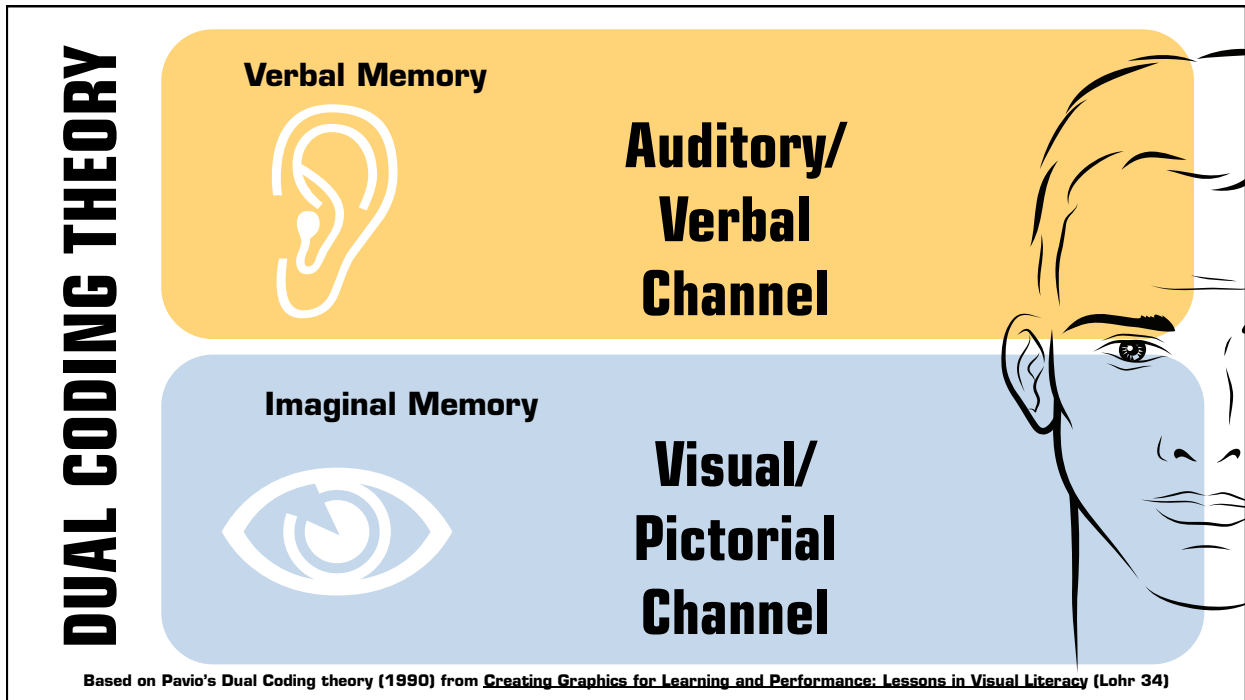 DUAL CODING THEORY
Verbal Memory
Auditory/
Verbal
Channel
Imaginal Memory
Visual/
Pictorial
Channel
Based on Pavio's Dual Coding theory (1990) from Creating Graphics for Learning and Performance: Lessons in Visual Literacy (Lohr 34)